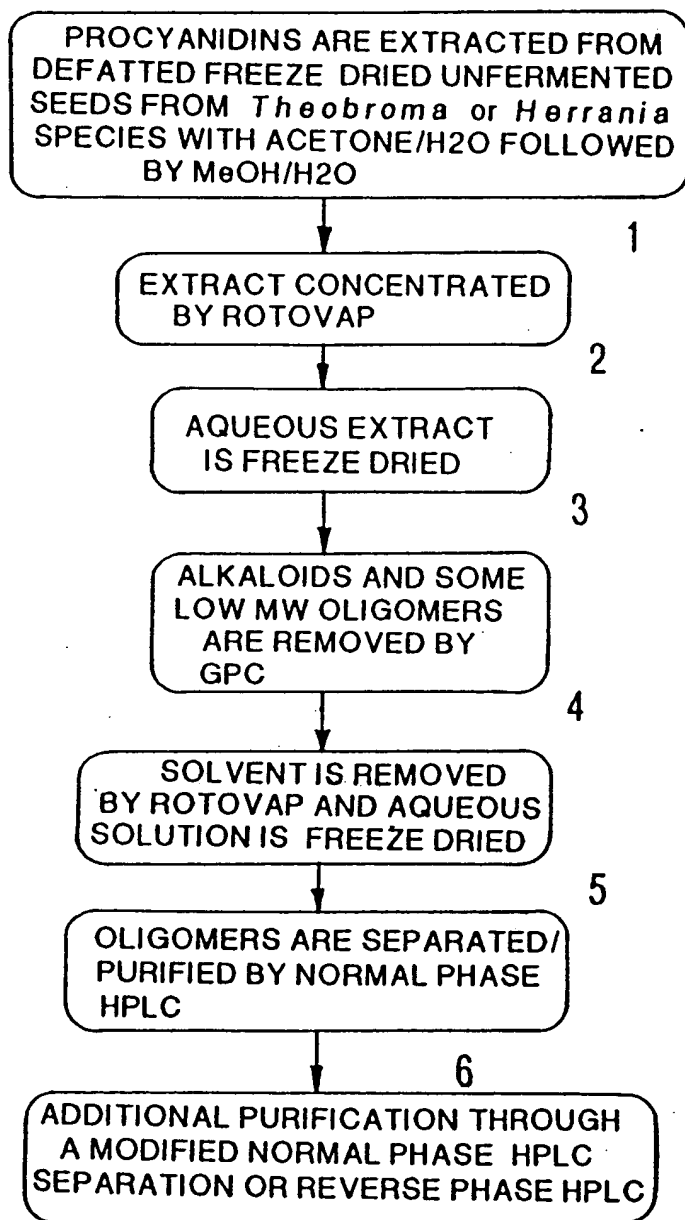 PROCYANIDINS ARE EXTRACTED FROM
DEFATTED FREEZE DRIED UNFERMENTED
SEEDS FROM Theobroma or Herrania
SPECIES WITH ACETONE/H2O FOLLOWED
BY MeOH/H2O
1
EXTRACT CONCENTRATED
BY ROTOVAP
2
AQUEOUS EXTRACT
IS FREEZE DRIED
3
ALKALOIDS AND SOME
LOW MW OLIGOMERS
ARE REMOVED BY
GPC
4
SOLVENT IS REMOVED
BY ROTOVAP AND AQUEOUS
SOLUTION IS FREEZE DRIED
5
OLIGOMERS ARE SEPARATED/
PURIFIED BY NORMAL PHASE
HPLC
6
ADDITIONAL PURIFICATION THROUGH
A MODIFIED NORMAL PHASE HPLC
SEPARATION OR REVERSE PHASE HPLC